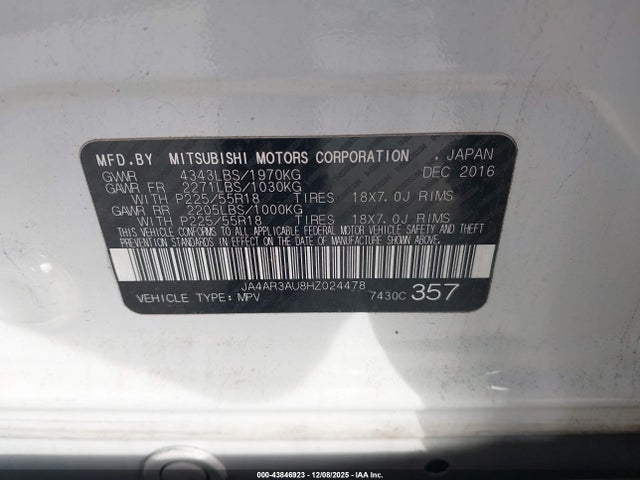 MFD.BY MITSUBISHI MOTORS CORPORATION , JAPAN
GVWR 4343LBS/1970KG DEC 2016
GAWR FR 2271LBS/1030KG
WITH P225/55R18 TIRES 18X7.0J RIMS
GAWR RR 2205LBS/1000KG
WITH P225/55R18 TIRES 18X7.0J RIMS
THIS VEHICLE CONFORMS TO ALL APPLICABLE FEDERAL MOTOR VEHICLE SAFETY AND THEFT
PREVENTION STANDARDS IN EFFECT ON THE DATE OF MANUFACTURE SHOWN ABOVE.
JA4AR3AU8HZ024478
VEHICLE TYPE: MPV 7430C 357
000-43846923 - 12/08/2025 - IAA Inc.